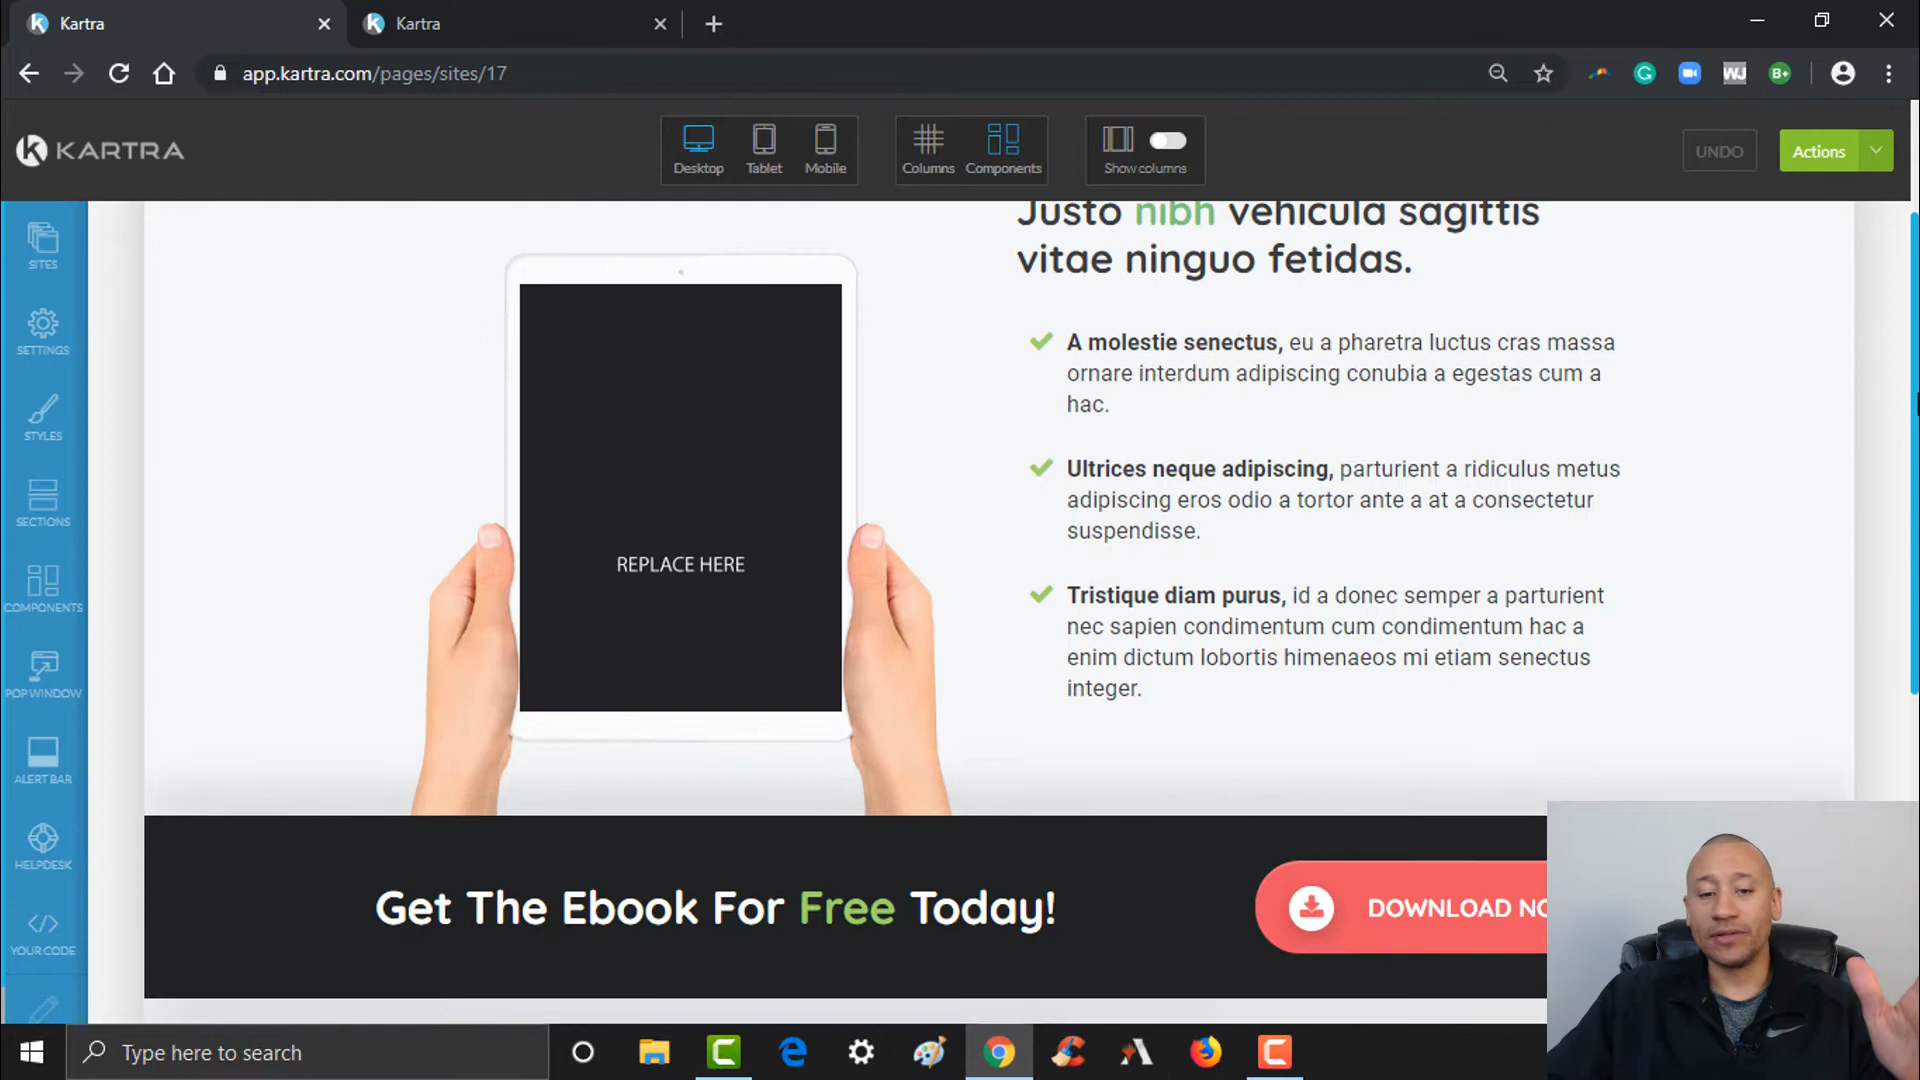 Kartra
Kartra
app.kartra.com/pages/sites/17
KARTRA
Desktop
Tablet
Mobile
Columns
Components
Show columns
UNDO
Actions
SITES
SETTINGS
STYLES
SECTIONS
COMPONENTS
POP WINDOW
ALERT BAR
HELPDESK
YOUR CODE
Justo nibh vehicula sagittis
vitae ninguo fetidas.
A molestie senectus, eu a pharetra luctus cras massa
ornare interdum adipiscing conubia a egestas cum a
hac.
Ultrices neque adipiscing, parturient a ridiculus metus
adipiscing eros odio a tortor ante a at a consectetur
suspendisse.
Tristique diam purus, id a donec semper a parturient
nec sapien condimentum cum condimentum hac a
enim dictum lobortis himenaeos mi etiam senectus
integer.
REPLACE HERE
Get The Ebook For Free Today!
DOWNLOAD NO
Type here to search